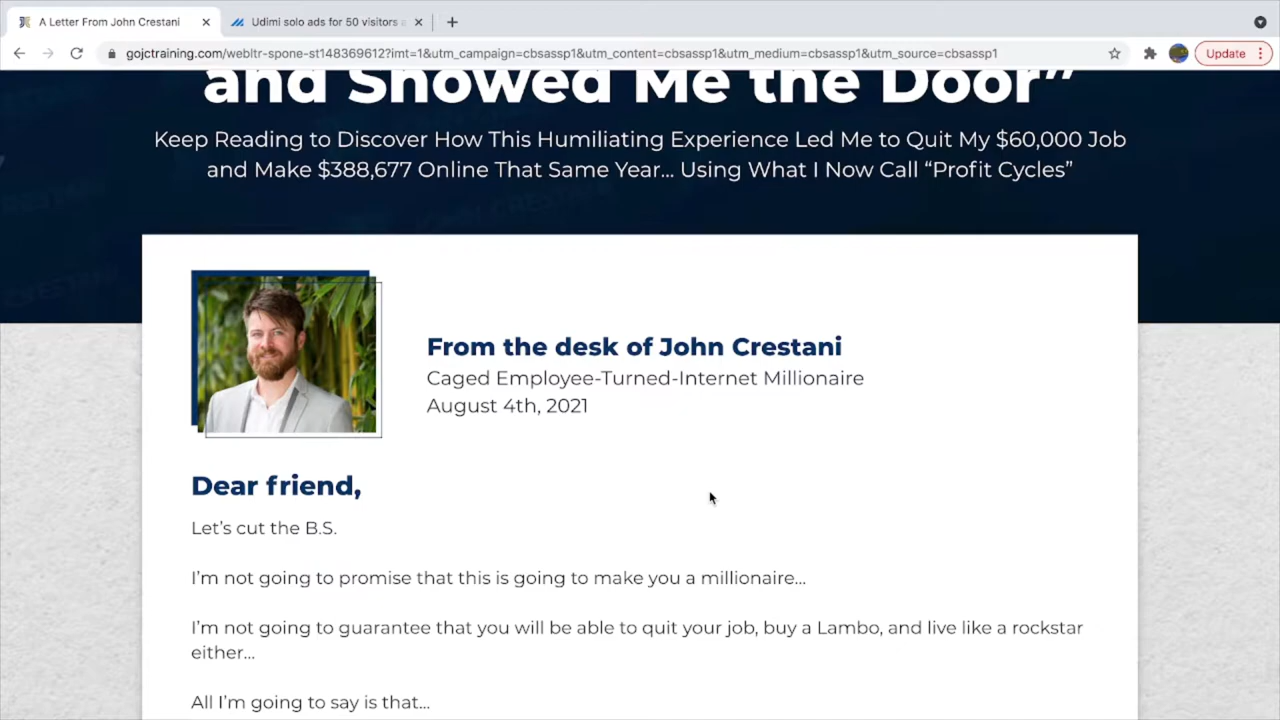 A Letter From John Crestani
Udimi solo ads for 50 visitors
gojctraining.com/webltr-spone-st148369612?imt=1&utm_campaign=cbsassp1&utm_content=cbsassp1&utm_medium=cbsassp1&utm_source=cbsassp1
Update
and Showed Me the Door”
Keep Reading to Discover How This Humiliating Experience Led Me to Quit My $60,000 Job
and Make $388,677 Online That Same Year... Using What I Now Call “Profit Cycles”
From the desk of John Crestani
Caged Employee-Turned-Internet Millionaire
August 4th, 2021
Dear friend,
Let’s cut the B.S.
I’m not going to promise that this is going to make you a millionaire...
I’m not going to guarantee that you will be able to quit your job, buy a Lambo, and live like a rockstar
either...
All I’m going to say is that...